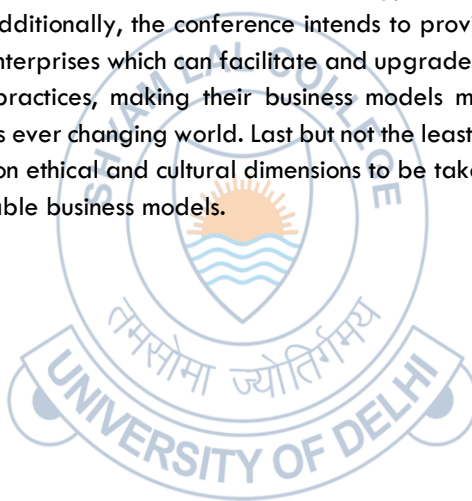 dditionally, the conference intends to provi
nterprises which can facilitate and upgrade
practices, making their business models m
s ever changing world. Last but not the least
on ethical and cultural dimensions to be tak
able business models.
SHYAM LAL COLLEGE
तमसोमा ज्योतिर्गमय
UNIVERSITY OF DELHI